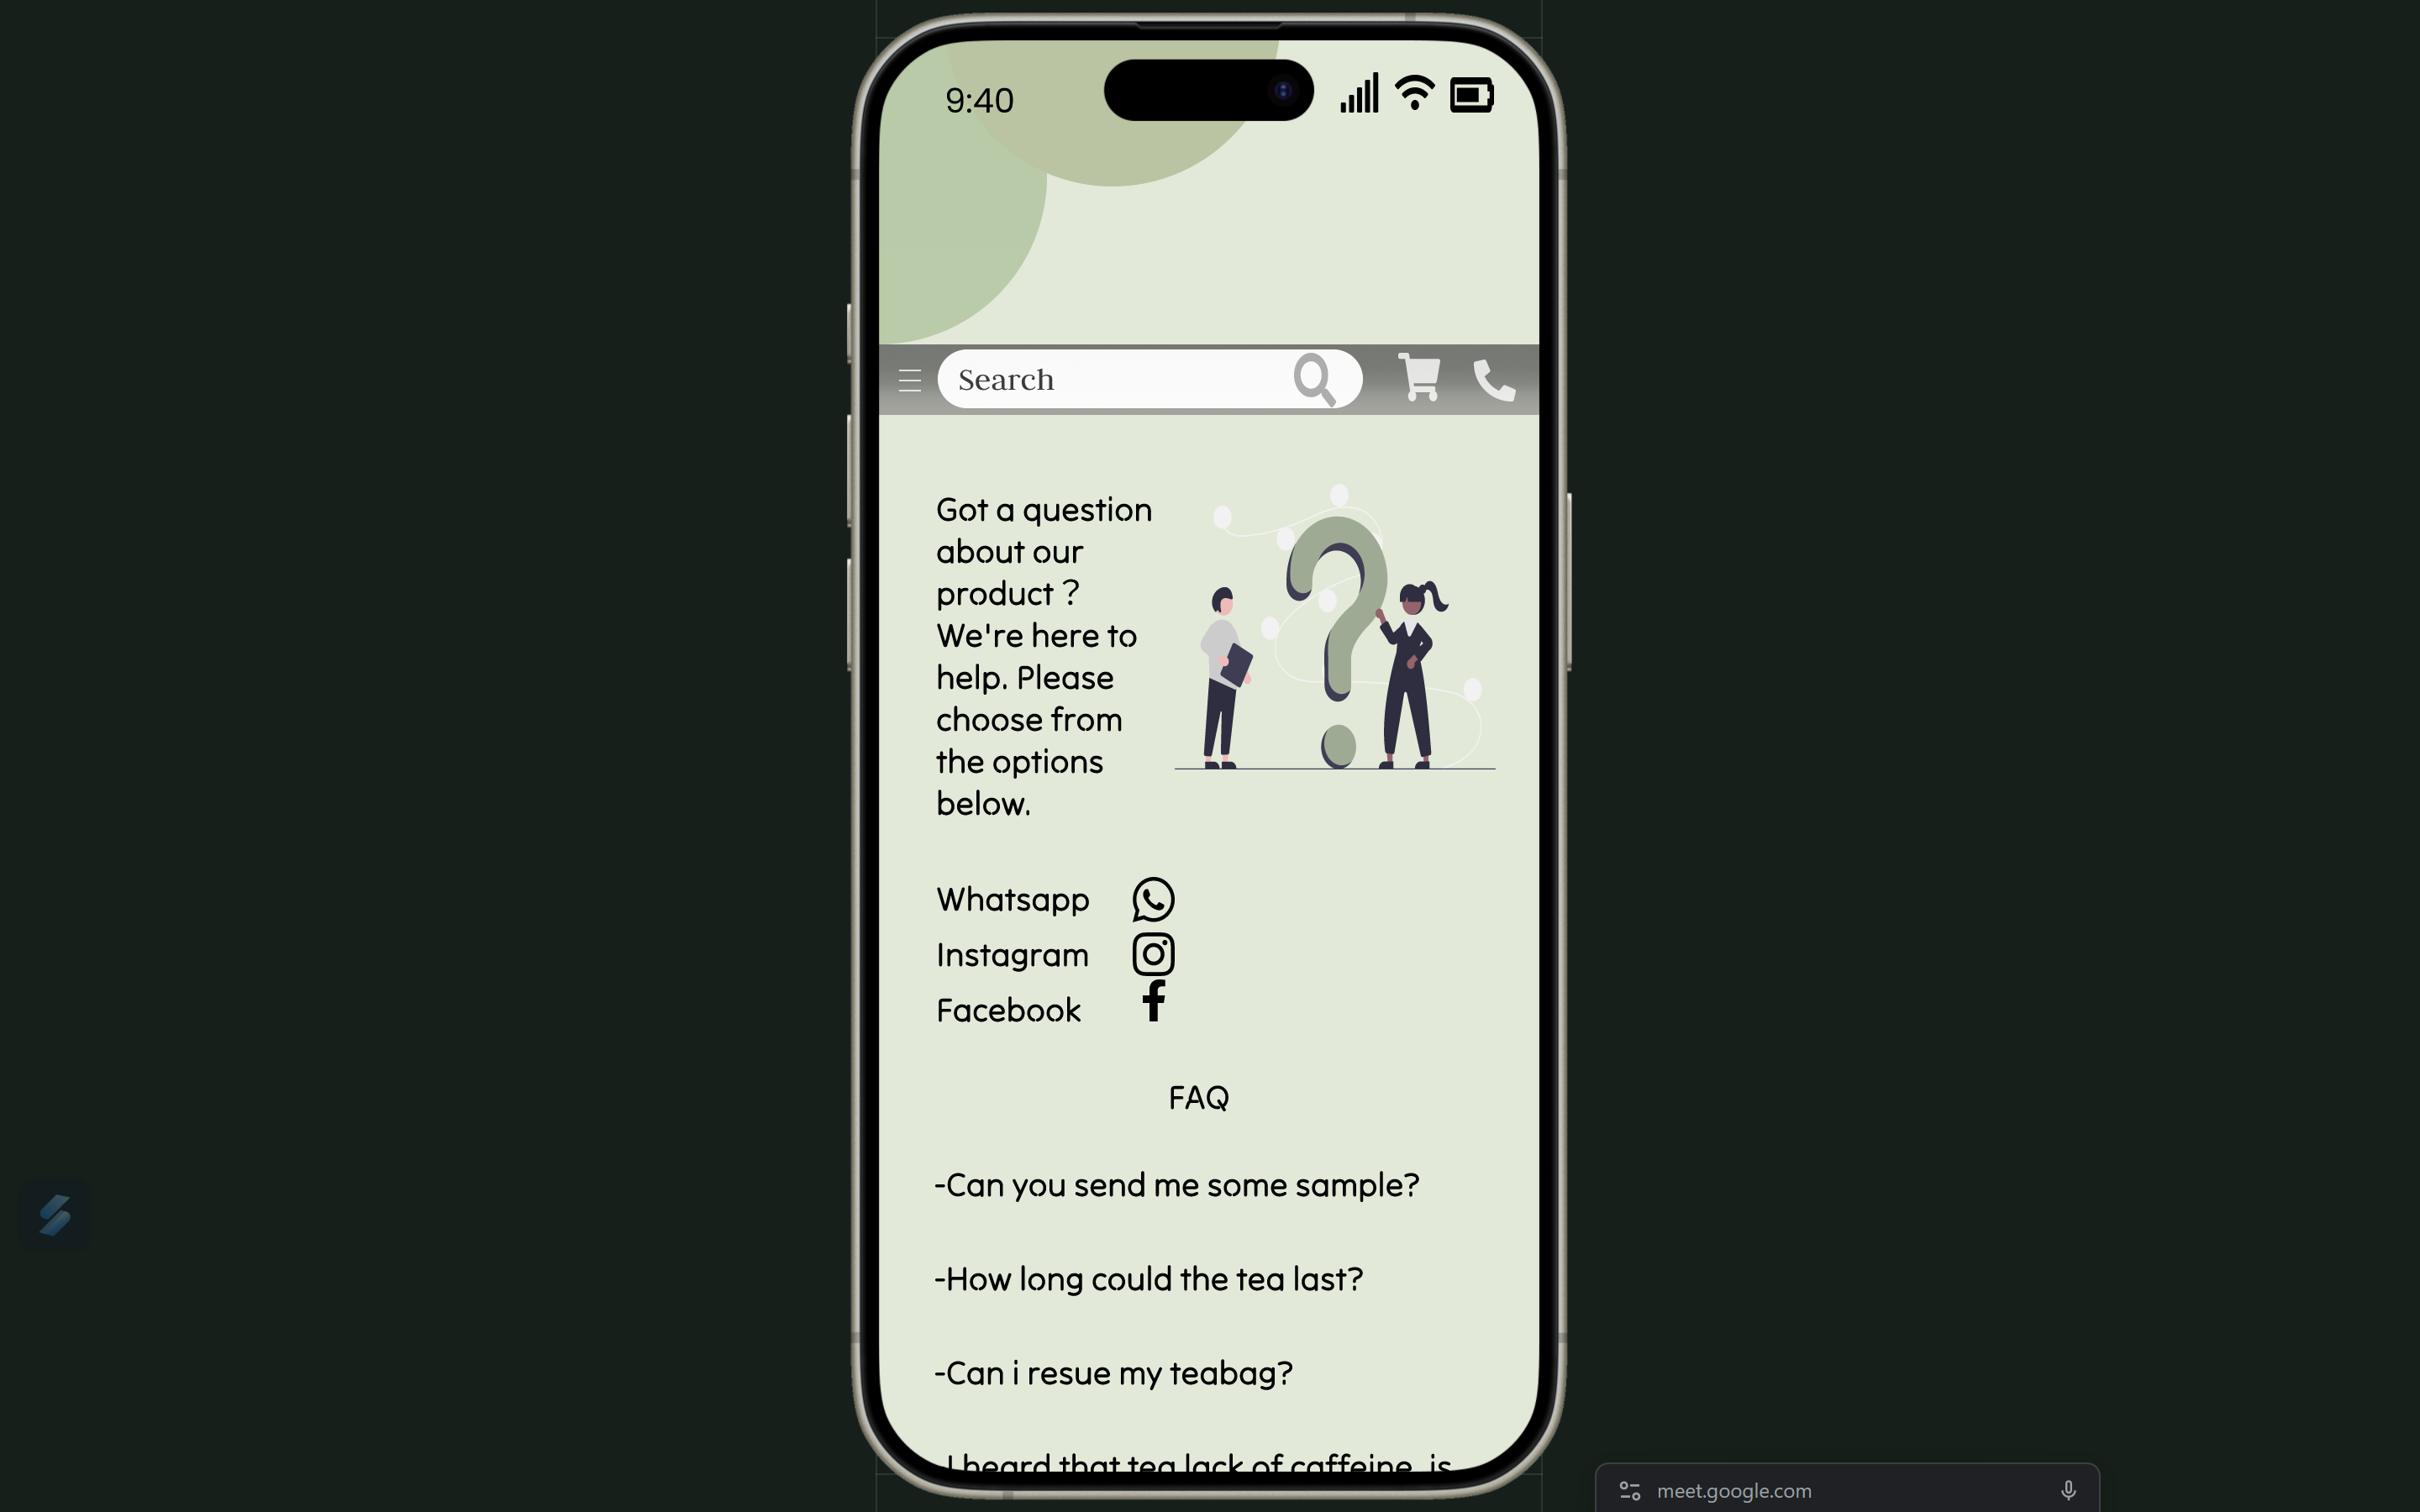 9:40
Search
Got a question
about our
product ?
We're here to
help. Please
choose from
the options
below.
Whatsapp
Instagram
Facebook
FAQ
-Can you send me some sample?
-How long could the tea last?
-Can i resue my teabag?
-I heard that tea lack of caffeine, is
meet.google.com